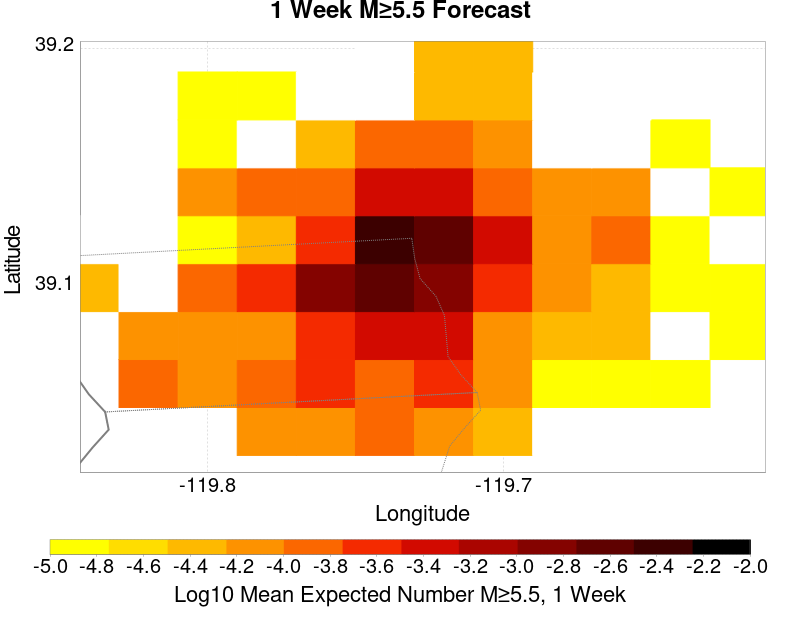 1 Week M≥5.5 Forecast
39.2
39.1
Latitude
-119.8 -119.7
Longitude
-5.0 -4.8 -4.6 -4.4 -4.2 -4.0 -3.8 -3.6 -3.4 -3.2 -3.0 -2.8 -2.6 -2.4 -2.2 -2.0
Log10 Mean Expected Number M≥5.5, 1 Week